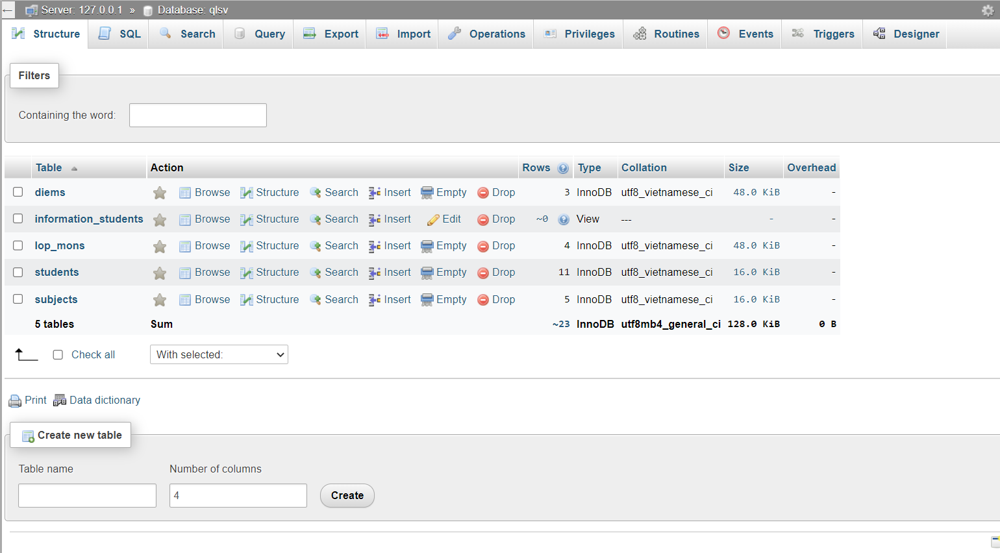 Server: 127.0.0.1 » Database: qlsv
Structure SQL Search Query Export Import Operations Privileges Routines Events Triggers Designer
Filters
Containing the word:
Table Action Rows Type Collation Size Overhead
diems Browse Structure Search Insert Empty Drop 3 InnoDB utf8_vietnamese_ci 48.0 KiB -
information_students Browse Structure Search Insert Edit Drop ~0 View --- - -
lop_mons Browse Structure Search Insert Empty Drop 4 InnoDB utf8_vietnamese_ci 48.0 KiB -
students Browse Structure Search Insert Empty Drop 11 InnoDB utf8_vietnamese_ci 16.0 KiB -
subjects Browse Structure Search Insert Empty Drop 5 InnoDB utf8_vietnamese_ci 16.0 KiB -
5 tables Sum ~23 InnoDB utf8mb4_general_ci 128.0 KiB 0 B
Check all With selected:
Print Data dictionary
Create new table
Table name Number of columns
4 Create